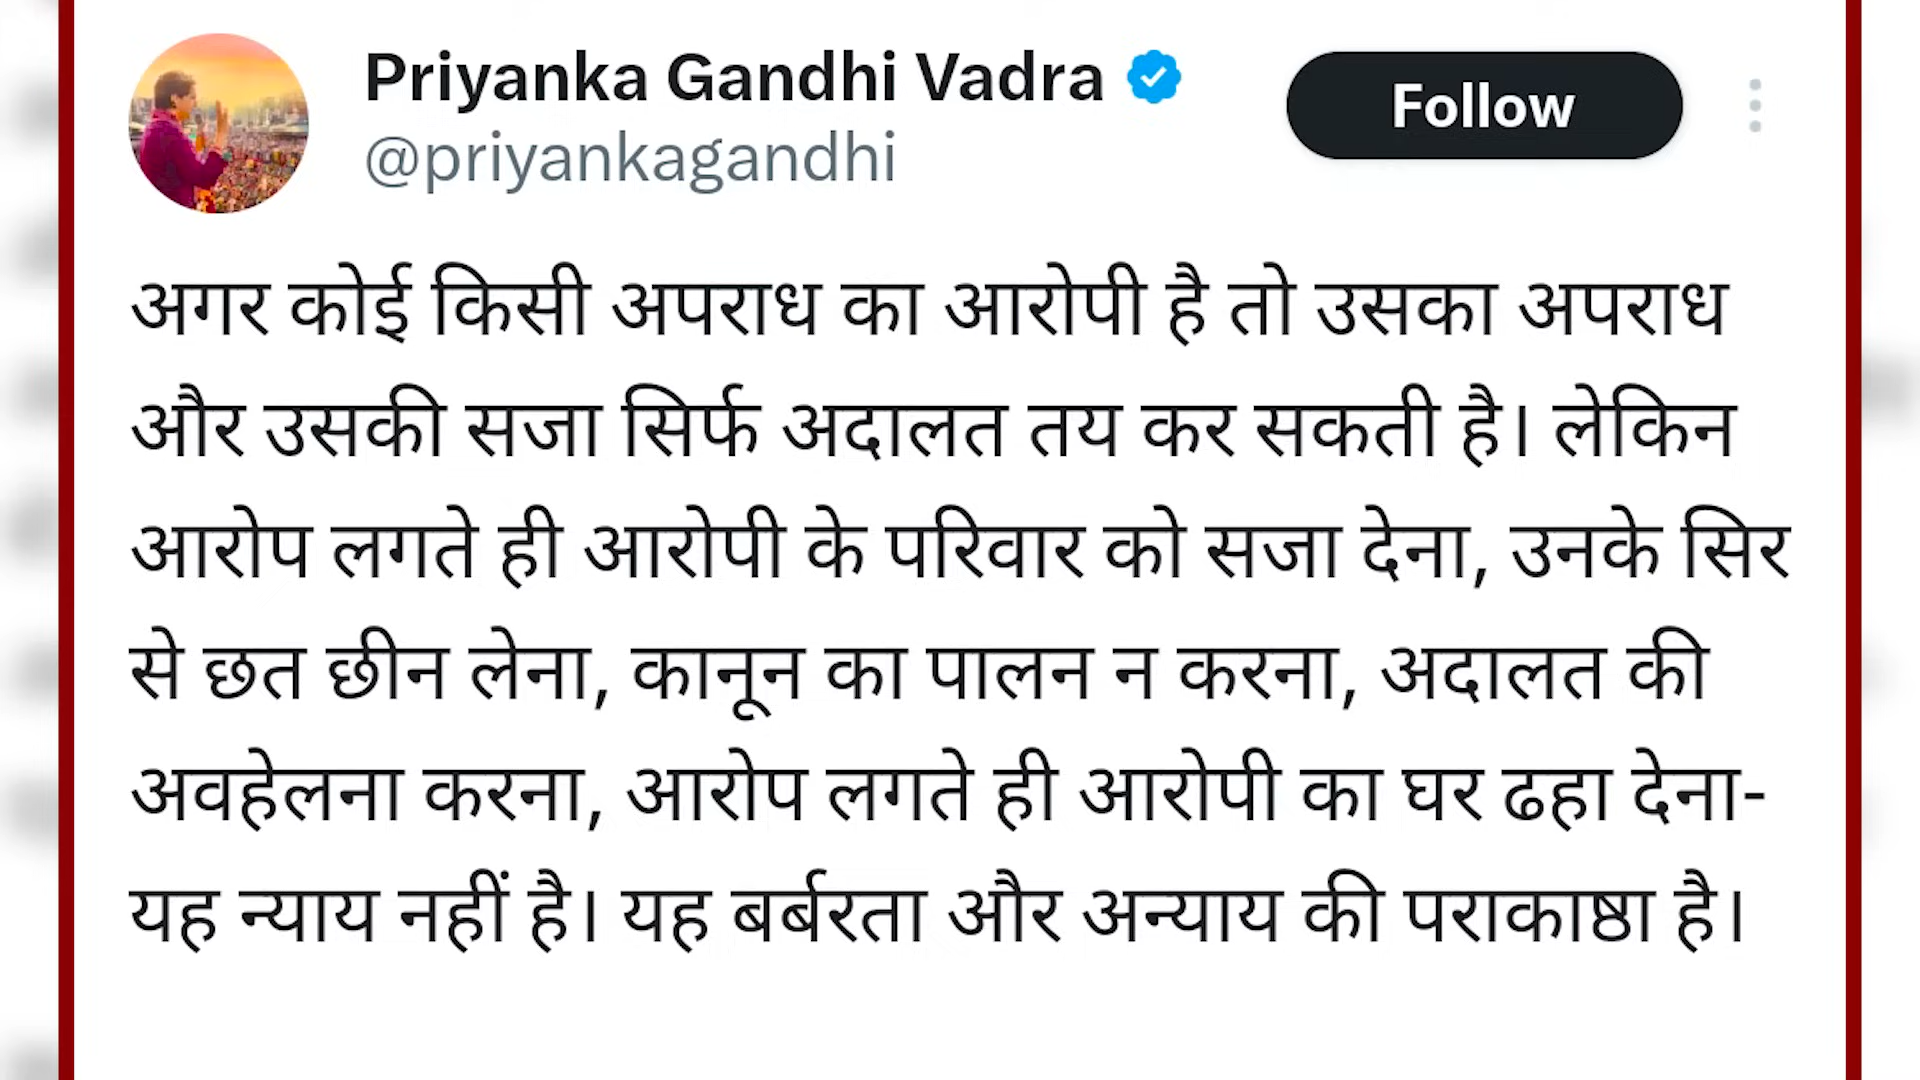 Priyanka Gandhi Vadra
Follow
@priyankagandhi
अगर कोई किसी अपराध का आरोपी है तो उसका अपराध
और उसकी सजा सिर्फ अदालत तय कर सकती है। लेकिन
आरोप लगते ही आरोपी के परिवार को सजा देना, उनके सिर
से छत छीन लेना, कानून का पालन न करना, अदालत की
अवहेलना करना, आरोप लगते ही आरोपी का घर ढहा देना-
यह न्याय नहीं है। यह बर्बरता और अन्याय की पराकाष्ठा है।